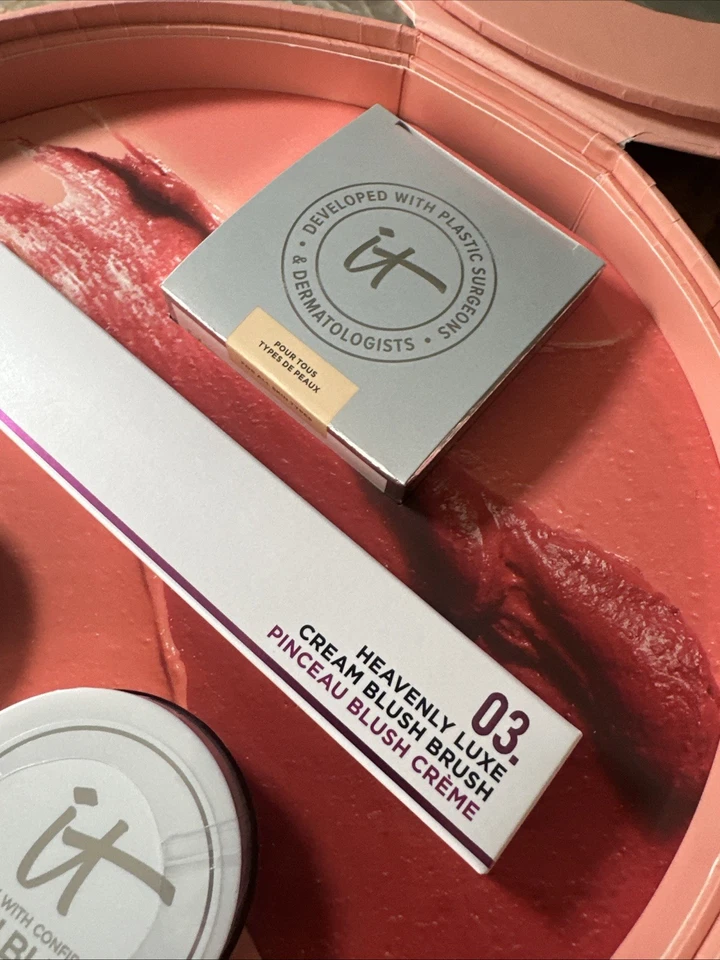 DEVELOPED WITH PLASTIC SURGEONS
& DERMATOLOGISTS
it
POUR TOUS
TYPES DE PEAUX
03.
HEAVENLY LUXE
CREAM BLUSH BRUSH
PINCEAU BLUSH CRÈME
it
WITH